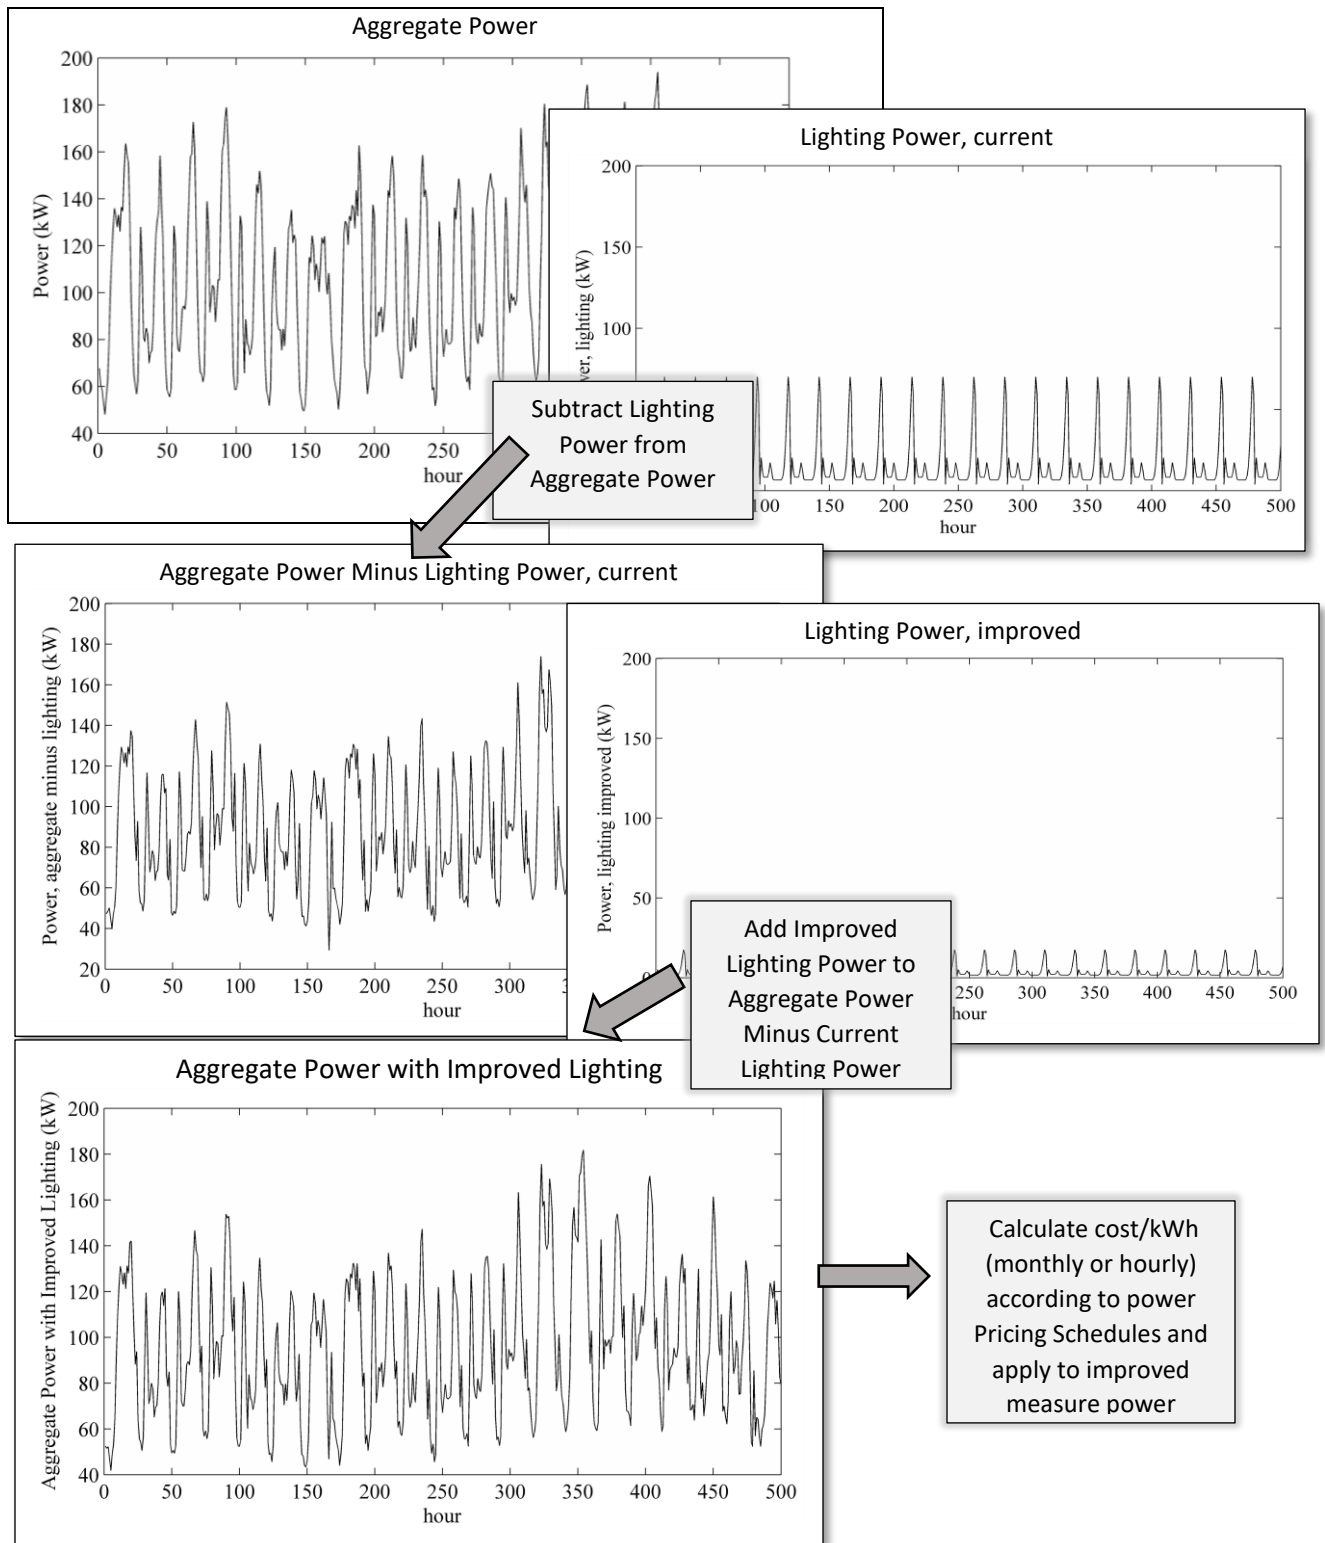 Aggregate Power
200
180
160
140
120
100
80
60
40
Power (kW)
0 50 100 150 200 250
hour
Lighting Power, current
200
150
100
lighting (kW)
100 150 200 250 300 350 400 450 500
hour
Subtract Lighting
Power from
Aggregate Power
Aggregate Power Minus Lighting Power, current
200
180
160
140
120
100
80
60
40
20
Power, aggregate minus lighting (kW)
0 50 100 150 200 250 300
hour
Lighting Power, improved
200
150
100
50
0
Power, lighting improved (kW)
250 300 350 400 450 500
hour
Add Improved
Lighting Power to
Aggregate Power
Minus Current
Lighting Power
Aggregate Power with Improved Lighting
200
180
160
140
120
100
80
60
40
Aggregate Power with Improved Lighting (kW)
0 50 100 150 200 250 300 350 400 450 500
hour
Calculate cost/kWh
(monthly or hourly)
according to power
Pricing Schedules and
apply to improved
measure power